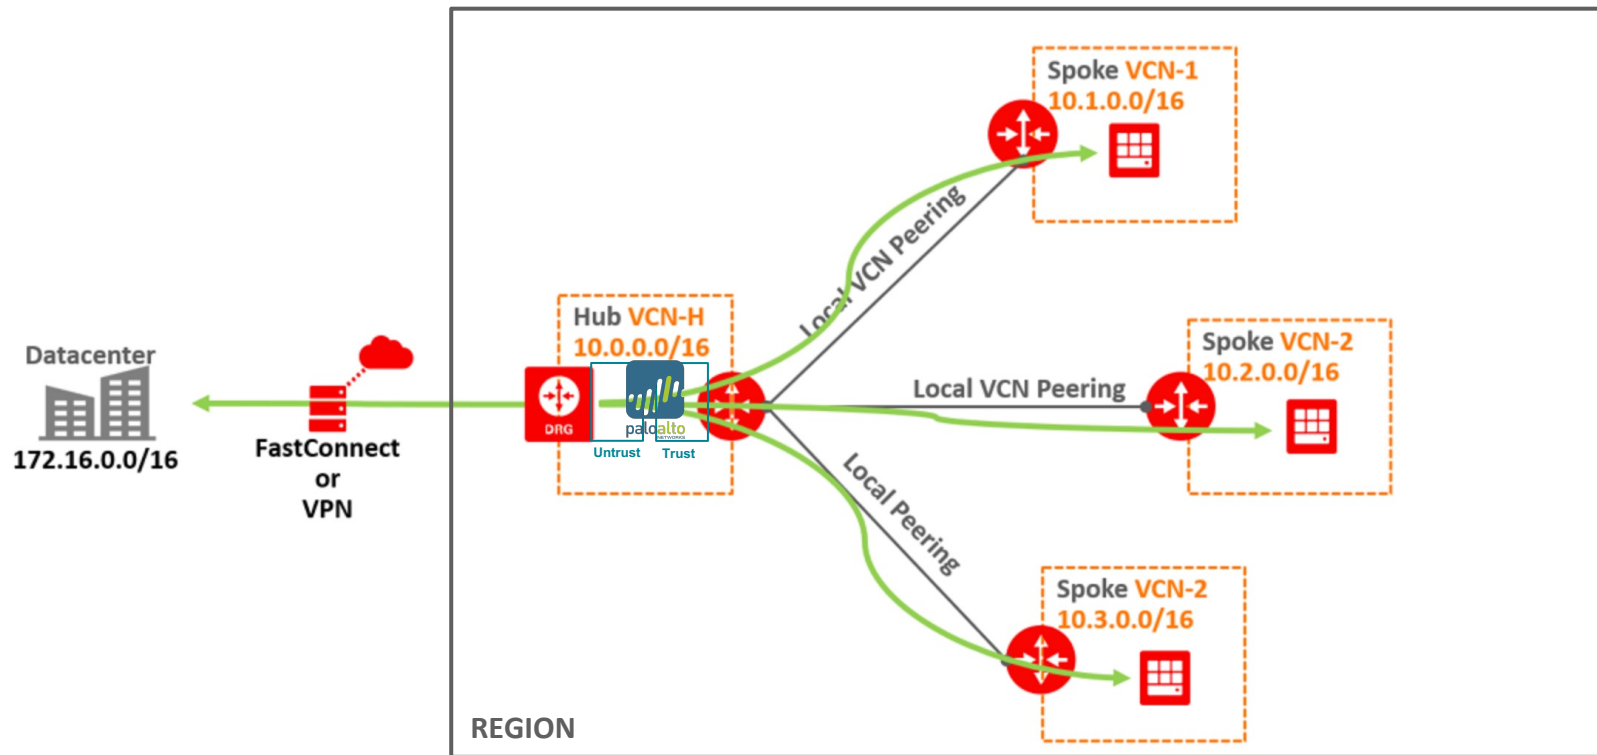 Datacenter
172.16.0.0/16
FastConnect
or
VPN
Hub VCN-H
10.0.0.0/16
DRG
paloalto
NETWORKS
Untrust
Trust
Local VCN Peering
Spoke VCN-1
10.1.0.0/16
Local VCN Peering
Spoke VCN-2
10.2.0.0/16
Local Peering
Spoke VCN-2
10.3.0.0/16
REGION